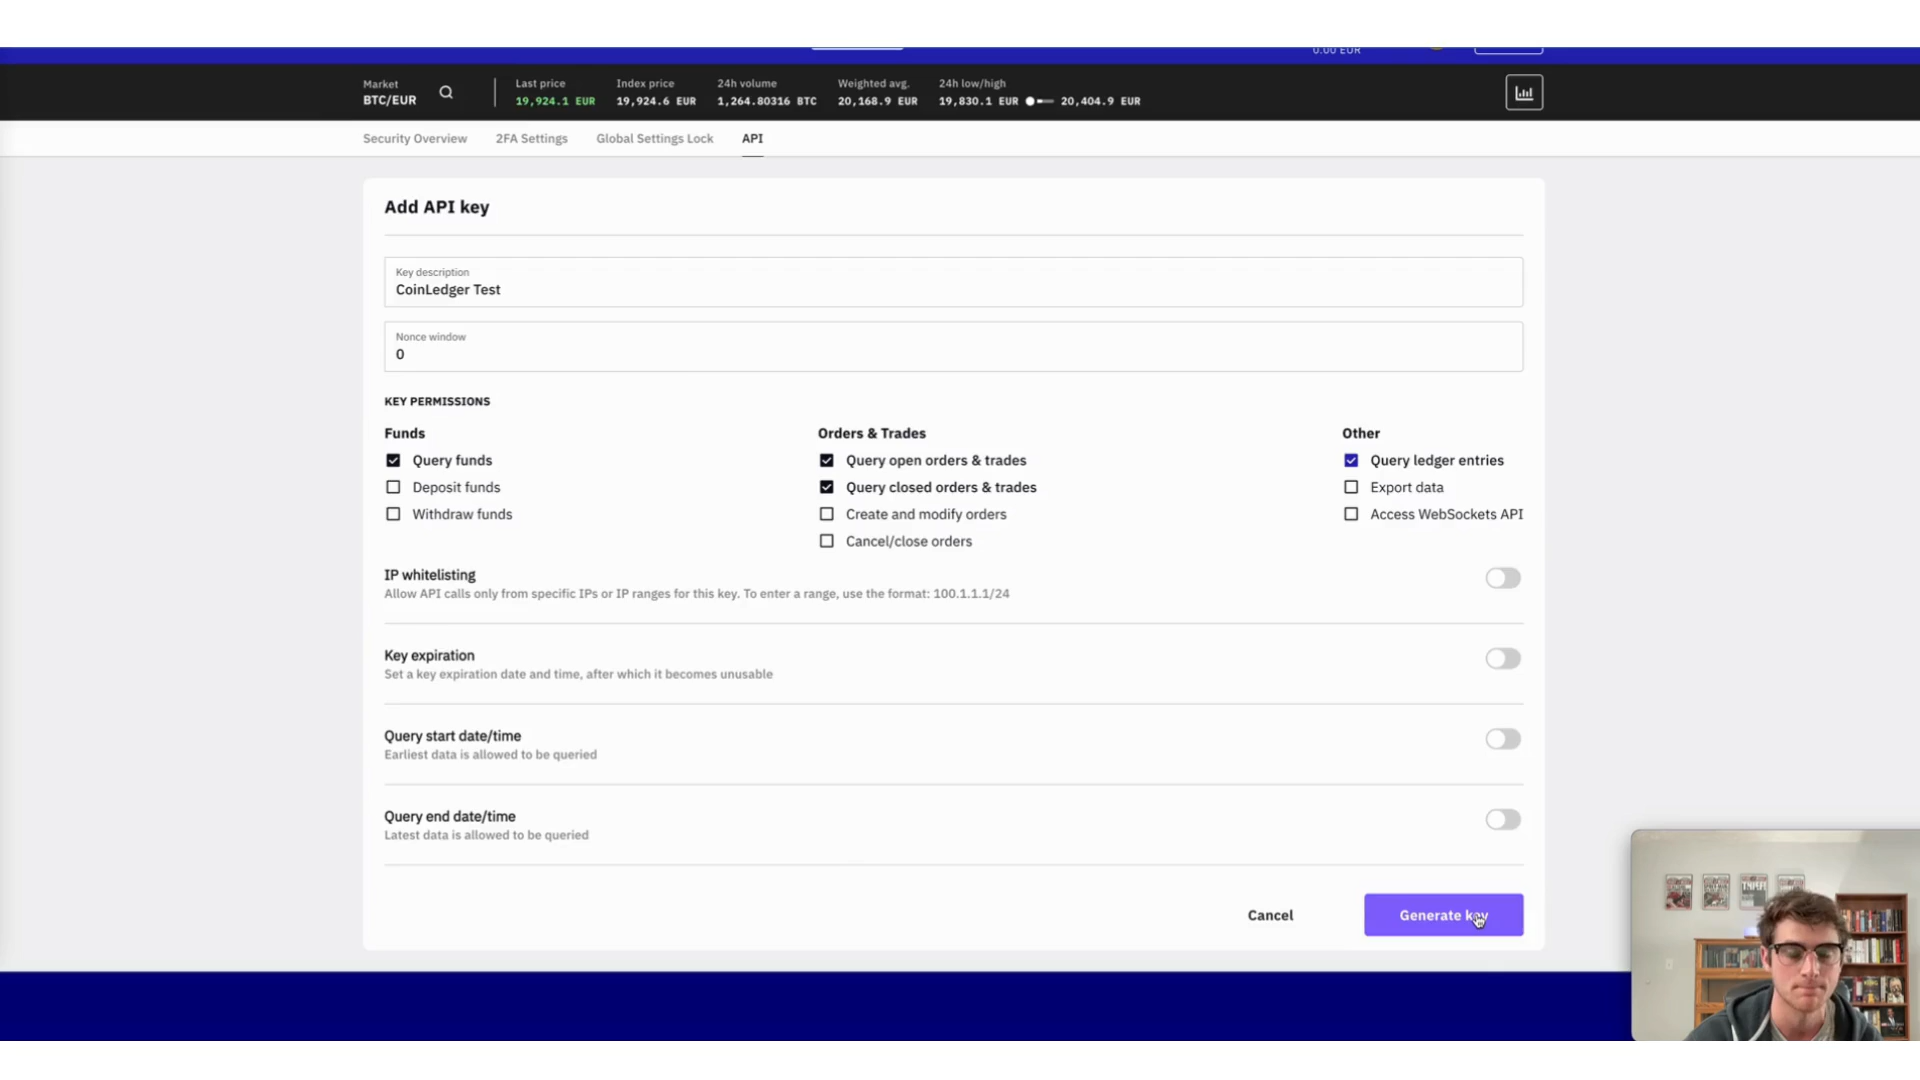 0.00 EUR
Market
BTC/EUR
Last price
19,924.1 EUR
Index price
19,924.6 EUR
24h volume
1,264.80316 BTC
Weighted avg.
20,168.9 EUR
24h low/high
19,830.1 EUR 20,404.9 EUR
Security Overview 2FA Settings Global Settings Lock API
Add API key
Key description
CoinLedger Test
Nonce window
0
KEY PERMISSIONS
Funds
Query funds
Deposit funds
Withdraw funds
Orders & Trades
Query open orders & trades
Query closed orders & trades
Create and modify orders
Cancel/close orders
Other
Query ledger entries
Export data
Access WebSockets API
IP whitelisting
Allow API calls only from specific IPs or IP ranges for this key. To enter a range, use the format: 100.1.1.1/24
Key expiration
Set a key expiration date and time, after which it becomes unusable
Query start date/time
Earliest data is allowed to be queried
Query end date/time
Latest data is allowed to be queried
Cancel
Generate key